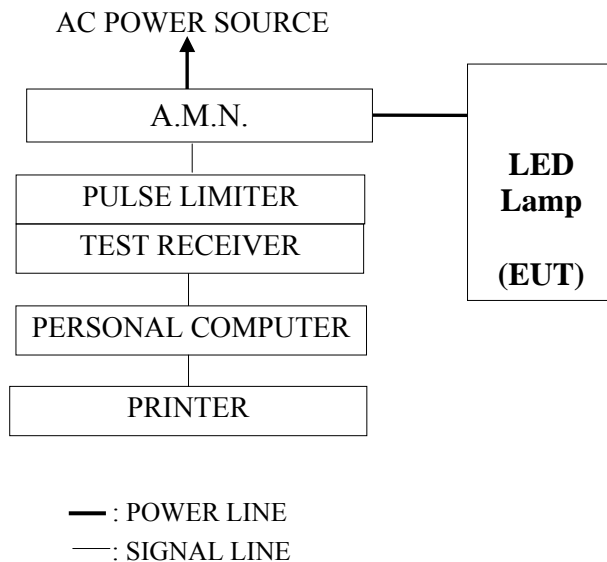 AC POWER SOURCE
A.M.N.
LED
Lamp
(EUT)
PULSE LIMITER
TEST RECEIVER
PERSONAL COMPUTER
PRINTER
: POWER LINE
: SIGNAL LINE